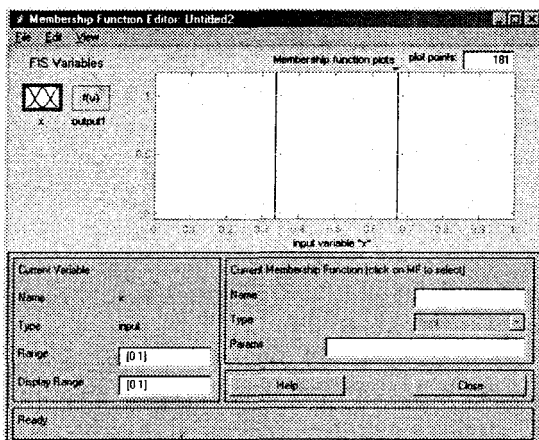 Membership Function Editor: Untitled2
File Edit View
FIS Variables
Membership function plots
plot points:
181
f(u)
x
output1
1
0.5
0
0 0.1 0.2 0.3 0.4 0.5 0.6 0.7 0.8 0.9 1
input variable "x"
Current Variable
Name
x
Type
input
Range
[0 1]
Display Range
[0 1]
Current Membership Function (click on MF to select)
Name
Type
Params
Help
Close
Ready